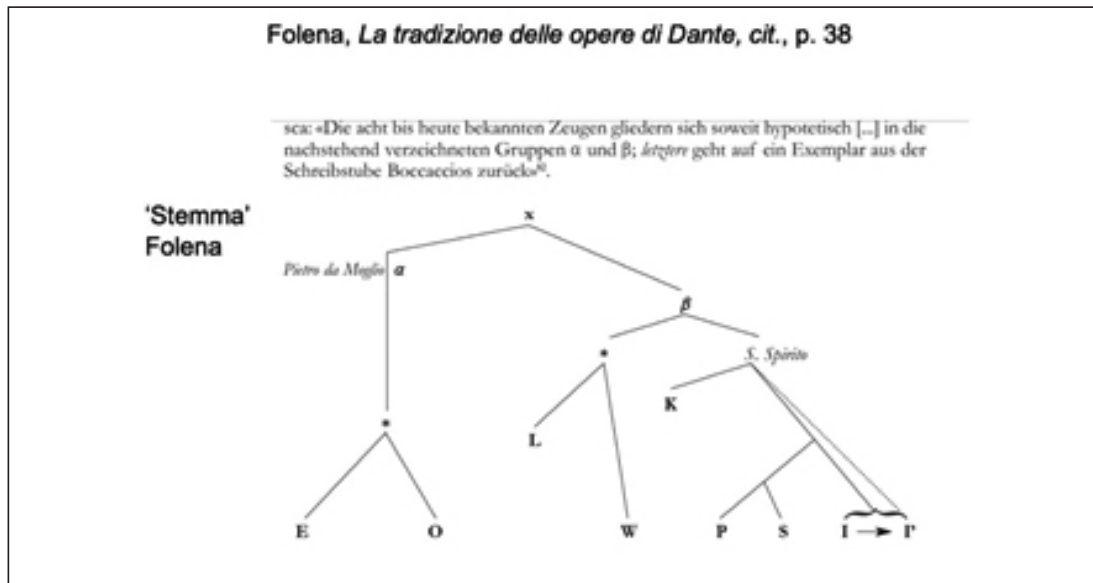 Folena, La tradizione delle opere di Dante, cit., p. 38
sca: «Die acht bis heute bekannten Zeugen gliedern sich soweit hypotetisch [...] in die
nachstehend verzeichneten Gruppen α und β; letztere geht auf ein Exemplar aus der
Schreibstube Boccaccios zurück»
‘Stemma’
Folena
x
Pietro da Moglio α
β
*
S. Spirito
K
*
L
E O W P S I → I'